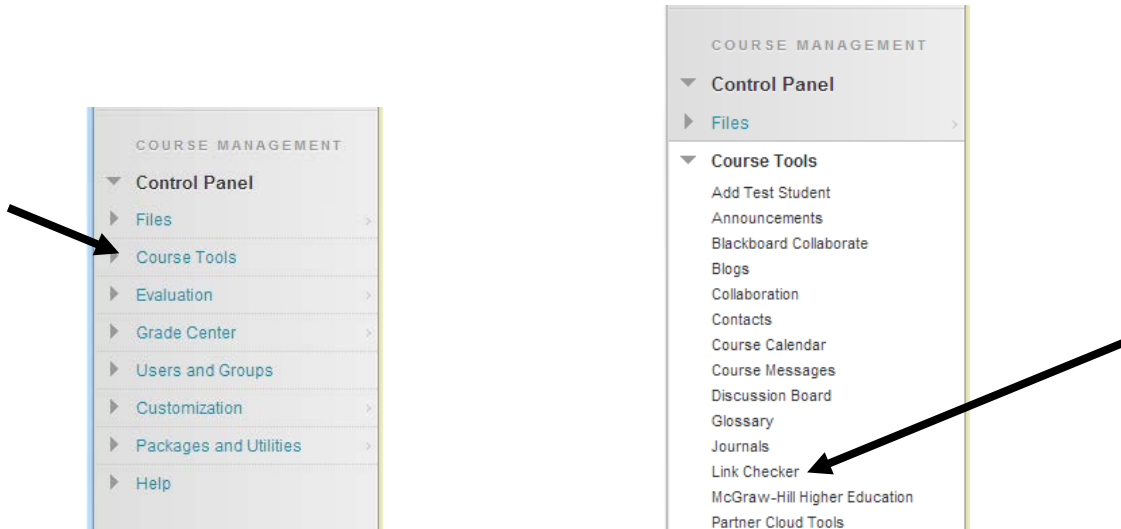 COURSE MANAGEMENT
Control Panel
Files
Course Tools
Evaluation
Grade Center
Users and Groups
Customization
Packages and Utilities
Help
COURSE MANAGEMENT
Control Panel
Files
Course Tools
Add Test Student
Announcements
Blackboard Collaborate
Blogs
Collaboration
Contacts
Course Calendar
Course Messages
Discussion Board
Glossary
Journals
Link Checker
McGraw-Hill Higher Education
Partner Cloud Tools